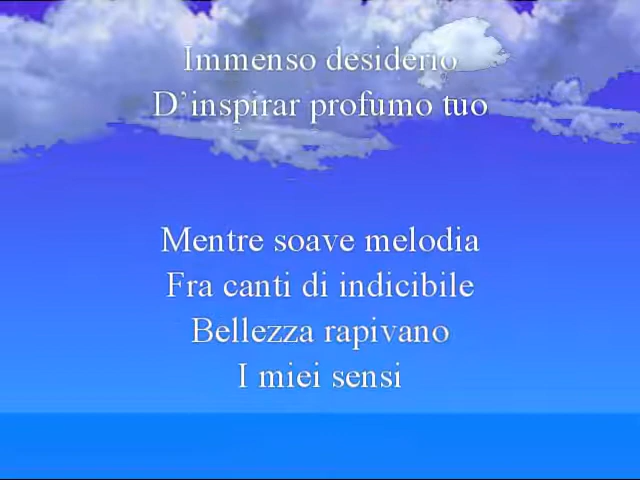 Immenso desiderio
D'inspirar profumo tuo
Mentre soave melodia
Fra canti di indicibile
Bellezza rapivano
I miei sensi